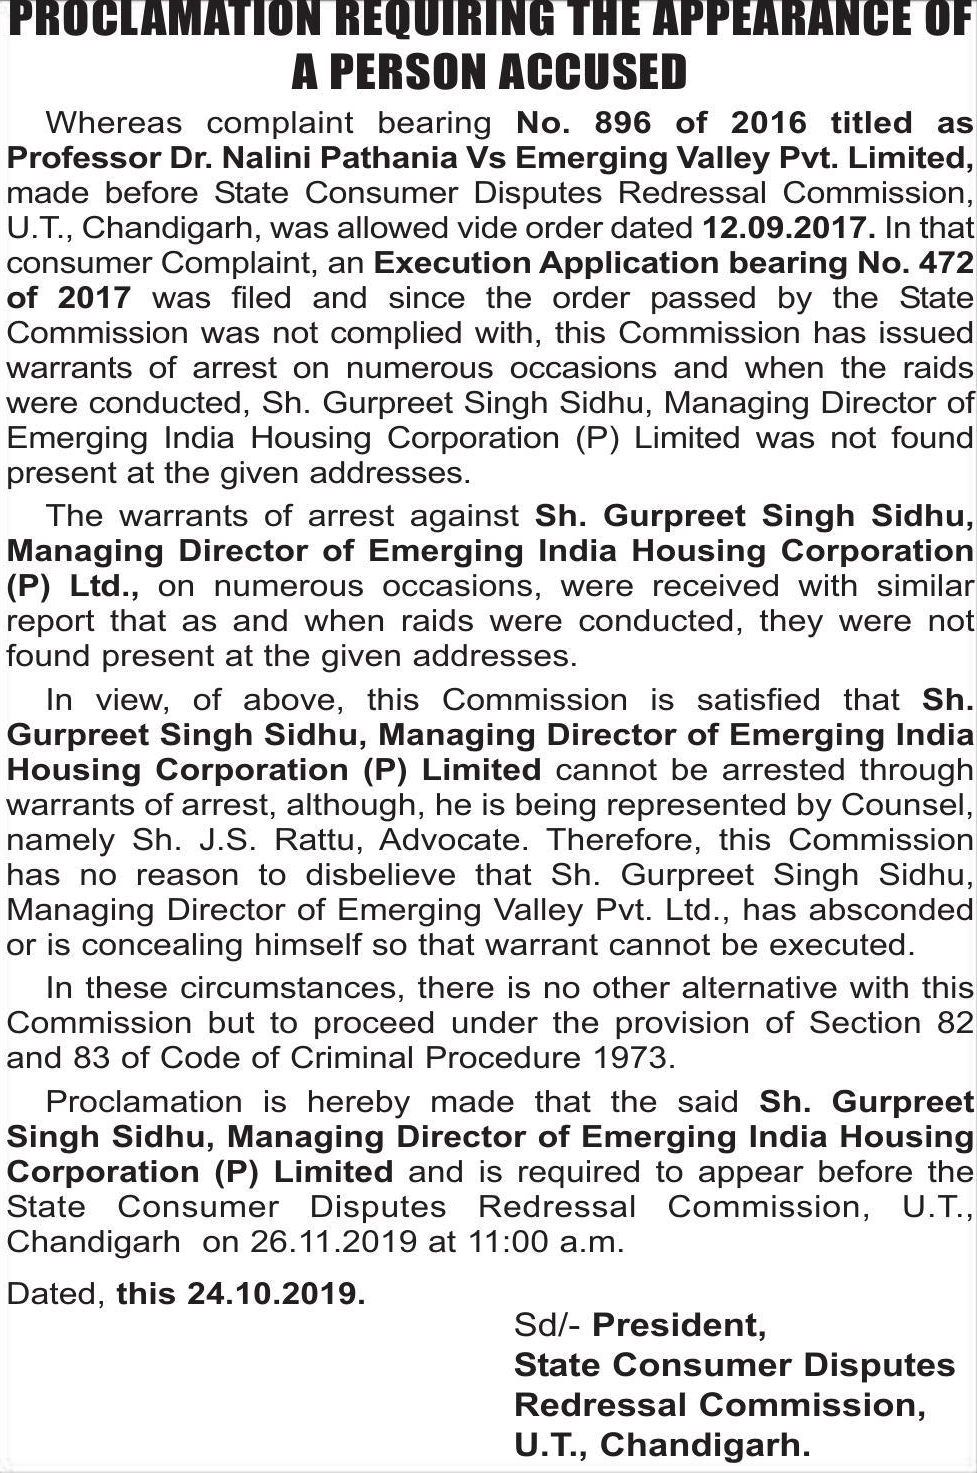 PROCLAMATION REQUIRING THE APPEARANCE OF
A PERSON ACCUSED
Whereas complaint bearing No. 896 of 2016 titled as
Professor Dr. Nalini Pathania Vs Emerging Valley Pvt. Limited,
made before State Consumer Disputes Redressal Commission,
U.T., Chandigarh, was allowed vide order dated 12.09.2017. In that
consumer Complaint, an Execution Application bearing No. 472
of 2017 was filed and since the order passed by the State
Commission was not complied with, this Commission has issued
warrants of arrest on numerous occasions and when the raids
were conducted, Sh. Gurpreet Singh Sidhu, Managing Director of
Emerging India Housing Corporation (P) Limited was not found
present at the given addresses.
The warrants of arrest against Sh. Gurpreet Singh Sidhu,
Managing Director of Emerging India Housing Corporation
(P) Ltd., on numerous occasions, were received with similar
report that as and when raids were conducted, they were not
found present at the given addresses.
In view, of above, this Commission is satisfied that Sh.
Gurpreet Singh Sidhu, Managing Director of Emerging India
Housing Corporation (P) Limited cannot be arrested through
warrants of arrest, although, he is being represented by Counsel,
namely Sh. J.S. Rattu, Advocate. Therefore, this Commission
has no reason to disbelieve that Sh. Gurpreet Singh Sidhu,
Managing Director of Emerging Valley Pvt. Ltd., has absconded
or is concealing himself so that warrant cannot be executed.
In these circumstances, there is no other alternative with this
Commission but to proceed under the provision of Section 82
and 83 of Code of Criminal Procedure 1973.
Proclamation is hereby made that the said Sh. Gurpreet
Singh Sidhu, Managing Director of Emerging India Housing
Corporation (P) Limited and is required to appear before the
State Consumer Disputes Redressal Commission, U.T.,
Chandigarh on 26.11.2019 at 11:00 a.m.
Dated, this 24.10.2019.
Sd/- President,
State Consumer Disputes
Redressal Commission,
U.T., Chandigarh.